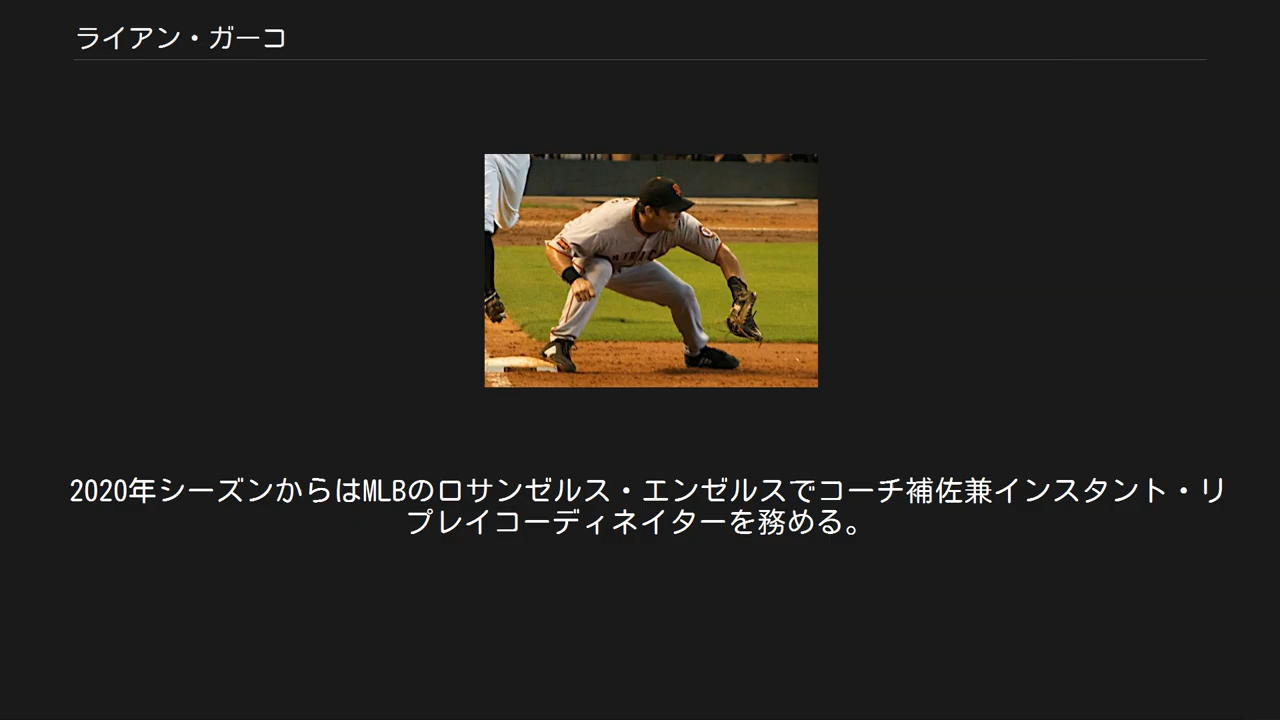 ライアン・ガーコ
2020年シーズンからはMLBのロサンゼルス・エンゼルスでコーチ補佐兼インスタント・リ
プレイコーディネイターを務める。